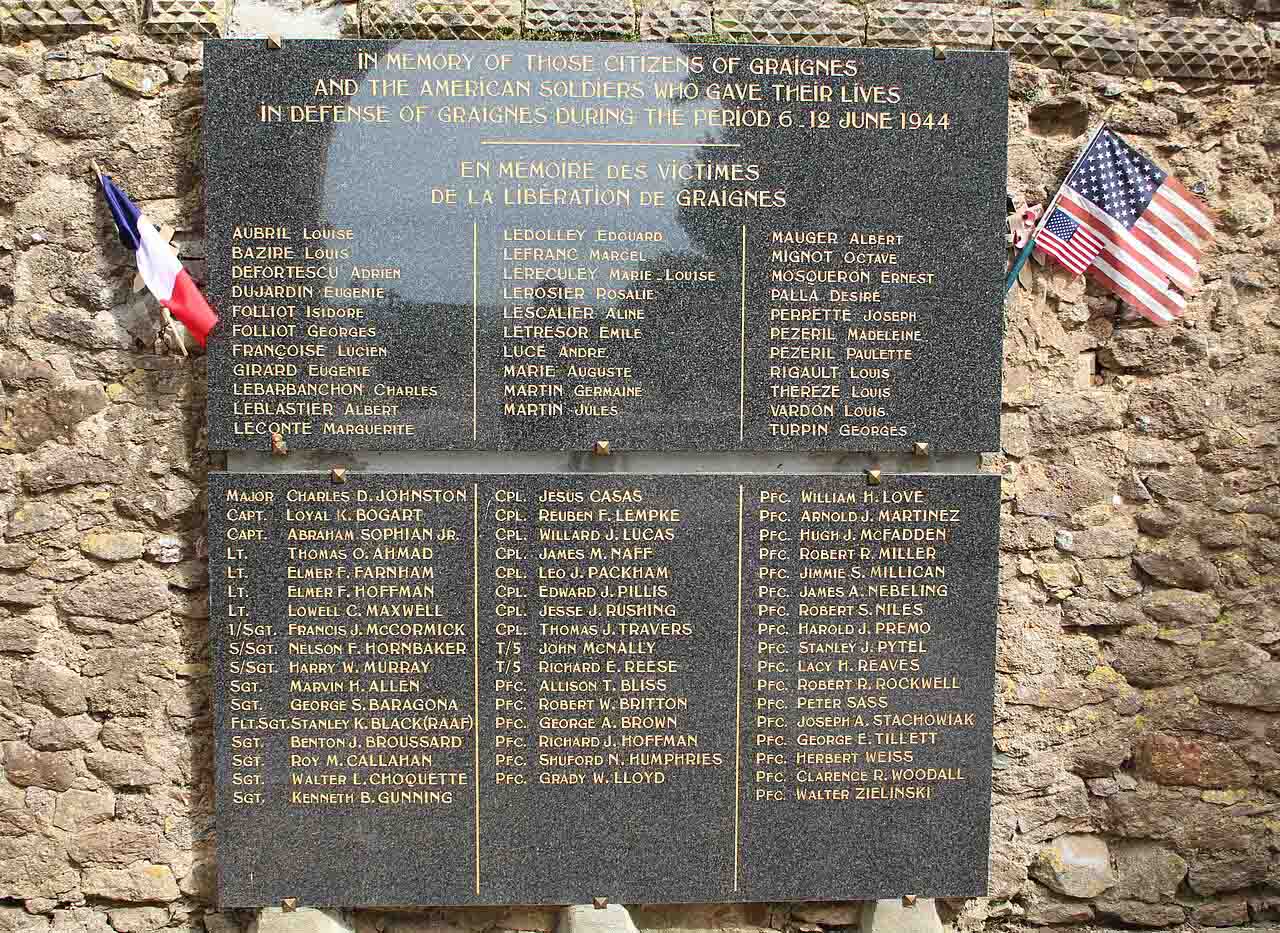 IN MEMORY OF THOSE CITIZENS OF GRAIGNES
AND THE AMERICAN SOLDIERS WHO GAVE THEIR LIVES
IN DEFENSE OF GRAIGNES DURING THE PERIOD 6-12 JUNE 1944
EN MÉMOIRE DES VICTIMES
DE LA LIBÉRATION DE GRAIGNES
AUBRIL LOUISE
BAZIRE LOUIS
DEFORTESCU ADRIEN
DUJARDIN EUGENIE
FOLLIOT ISIDORE
FOLLIOT GEORGES
FRANÇOISE LUCIEN
GIRARD EUGENIE
LEBARBANCHON CHARLES
LEBLASTIER ALBERT
LECONTE MARGUERITE
LEDOLLEY EDOUARD
LEFRANC MARCEL
LERECULEY MARIE-LOUISE
LEROSIER ROSALIE
LESCALIER ALINE
LETRESOR EMILE
LUCE ANDRE
MARIE AUGUSTE
MARTIN GERMAINE
MARTIN JULES
MAUGER ALBERT
MIGNOT OCTAVE
MOSQUERON ERNEST
PALLA DESIRÉ
PERRETTE JOSEPH
PEZERIL MADELEINE
PEZERIL PAULETTE
RIGAULT LOUIS
THEREZE LOUIS
VARDON LOUIS
TURPIN GEORGES
MAJOR CHARLES D. JOHNSTON
CAPT. LOYAL K. BOGART
CAPT. ABRAHAM SOPHIAN JR.
LT. THOMAS O. AHMAD
LT. ELMER F. FARNHAM
LT. ELMER F. HOFFMAN
LT. LOWELL C. MAXWELL
1/SGT. FRANCIS J. McCORMICK
S/SGT. NELSON F. HORNBAKER
S/SGT. HARRY W. MURRAY
SGT. MARVIN H. ALLEN
SGT. GEORGE S. BARAGONA
FLT.SGT. STANLEY K. BLACK (RAAF)
SGT. BENTON J. BROUSSARD
SGT. ROY M. CALLAHAN
SGT. WALTER L. CHOQUETTE
SGT. KENNETH B. GUNNING
CPL. JESUS CASAS
CPL. REUBEN F. LEMPKE
CPL. WILLARD J. LUCAS
CPL. JAMES M. NAFF
CPL. LEO J. PACKHAM
CPL. EDWARD J. PILLIS
CPL. JESSE J. RUSHING
CPL. THOMAS J. TRAVERS
T/5 JOHN McNALLY
T/5 RICHARD E. REESE
PFC. ALLISON T. BLISS
PFC. ROBERT W. BRITTON
PFC. GEORGE A. BROWN
PFC. RICHARD J. HOFFMAN
PFC. SHUFORD N. HUMPHRIES
PFC. GRADY W. LLOYD
PFC. WILLIAM H. LOVE
PFC. ARNOLD J. MARTINEZ
PFC. HUGH J. McFADDEN
PFC. ROBERT R. MILLER
PFC. JIMMIE S. MILLICAN
PFC. JAMES A. NEBELING
PFC. ROBERT S. NILES
PFC. HAROLD J. PREMO
PFC. STANLEY J. PYTEL
PFC. LACY H. REAVES
PFC. ROBERT R. ROCKWELL
PFC. PETER SASS
PFC. JOSEPH A. STACHOWIAK
PFC. GEORGE E. TILLETT
PFC. HERBERT WEISS
PFC. CLARENCE R. WOODALL
PFC. WALTER ZIELINSKI